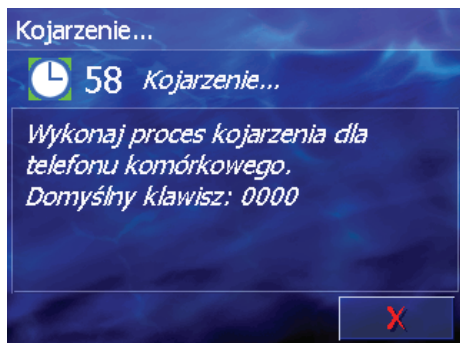 Kojarzenie...
58 Kojarzenie...
Wykonaj proces kojarzenia dla
telefonu komórkowego.
Domyślny klawisz: 0000
X